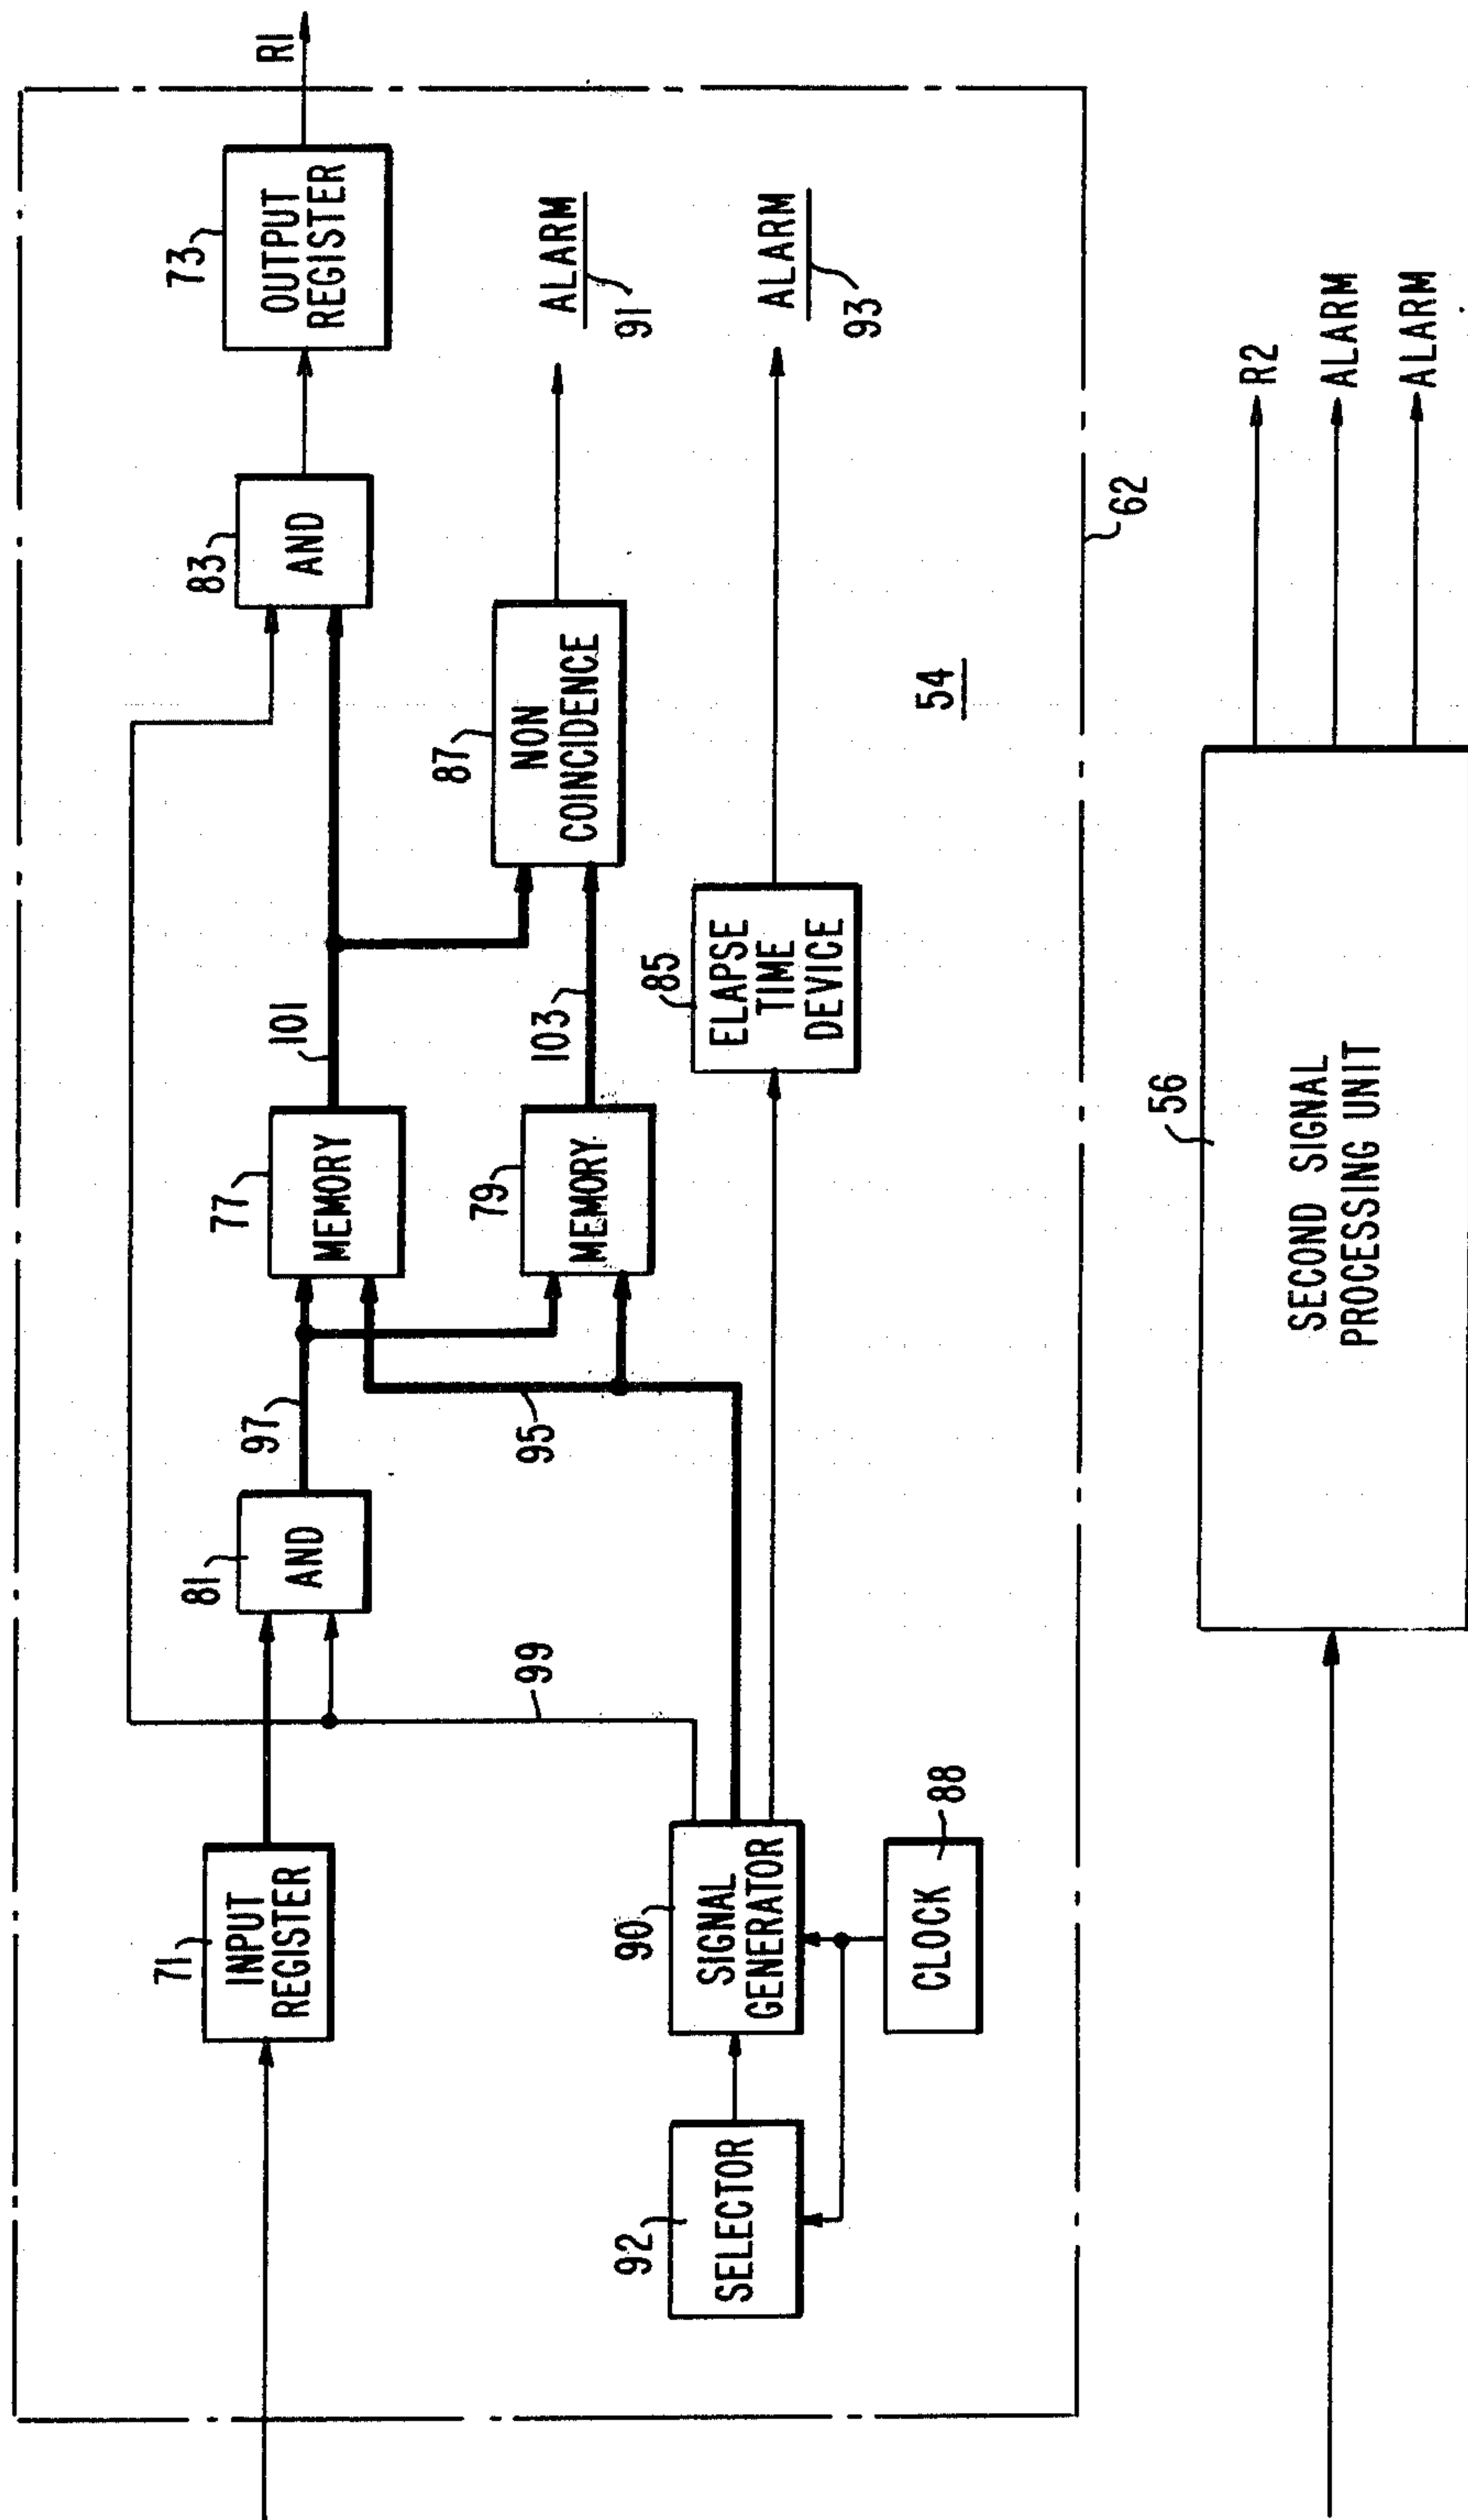 R1
73
OUTPUT
REGISTER
ALARM
91
ALARM
93
83
AND
87
NON
COINCIDENCE
54
62
101
103
85
ELAPSE
TIME
DEVICE
77
MEMORY
79
MEMORY
97
95
81
AND
99
71
INPUT
REGISTER
90
SIGNAL
GENERATOR
88
CLOCK
92
SELECTOR
R2
ALARM
ALARM
56
SECOND SIGNAL
PROCESSING UNIT